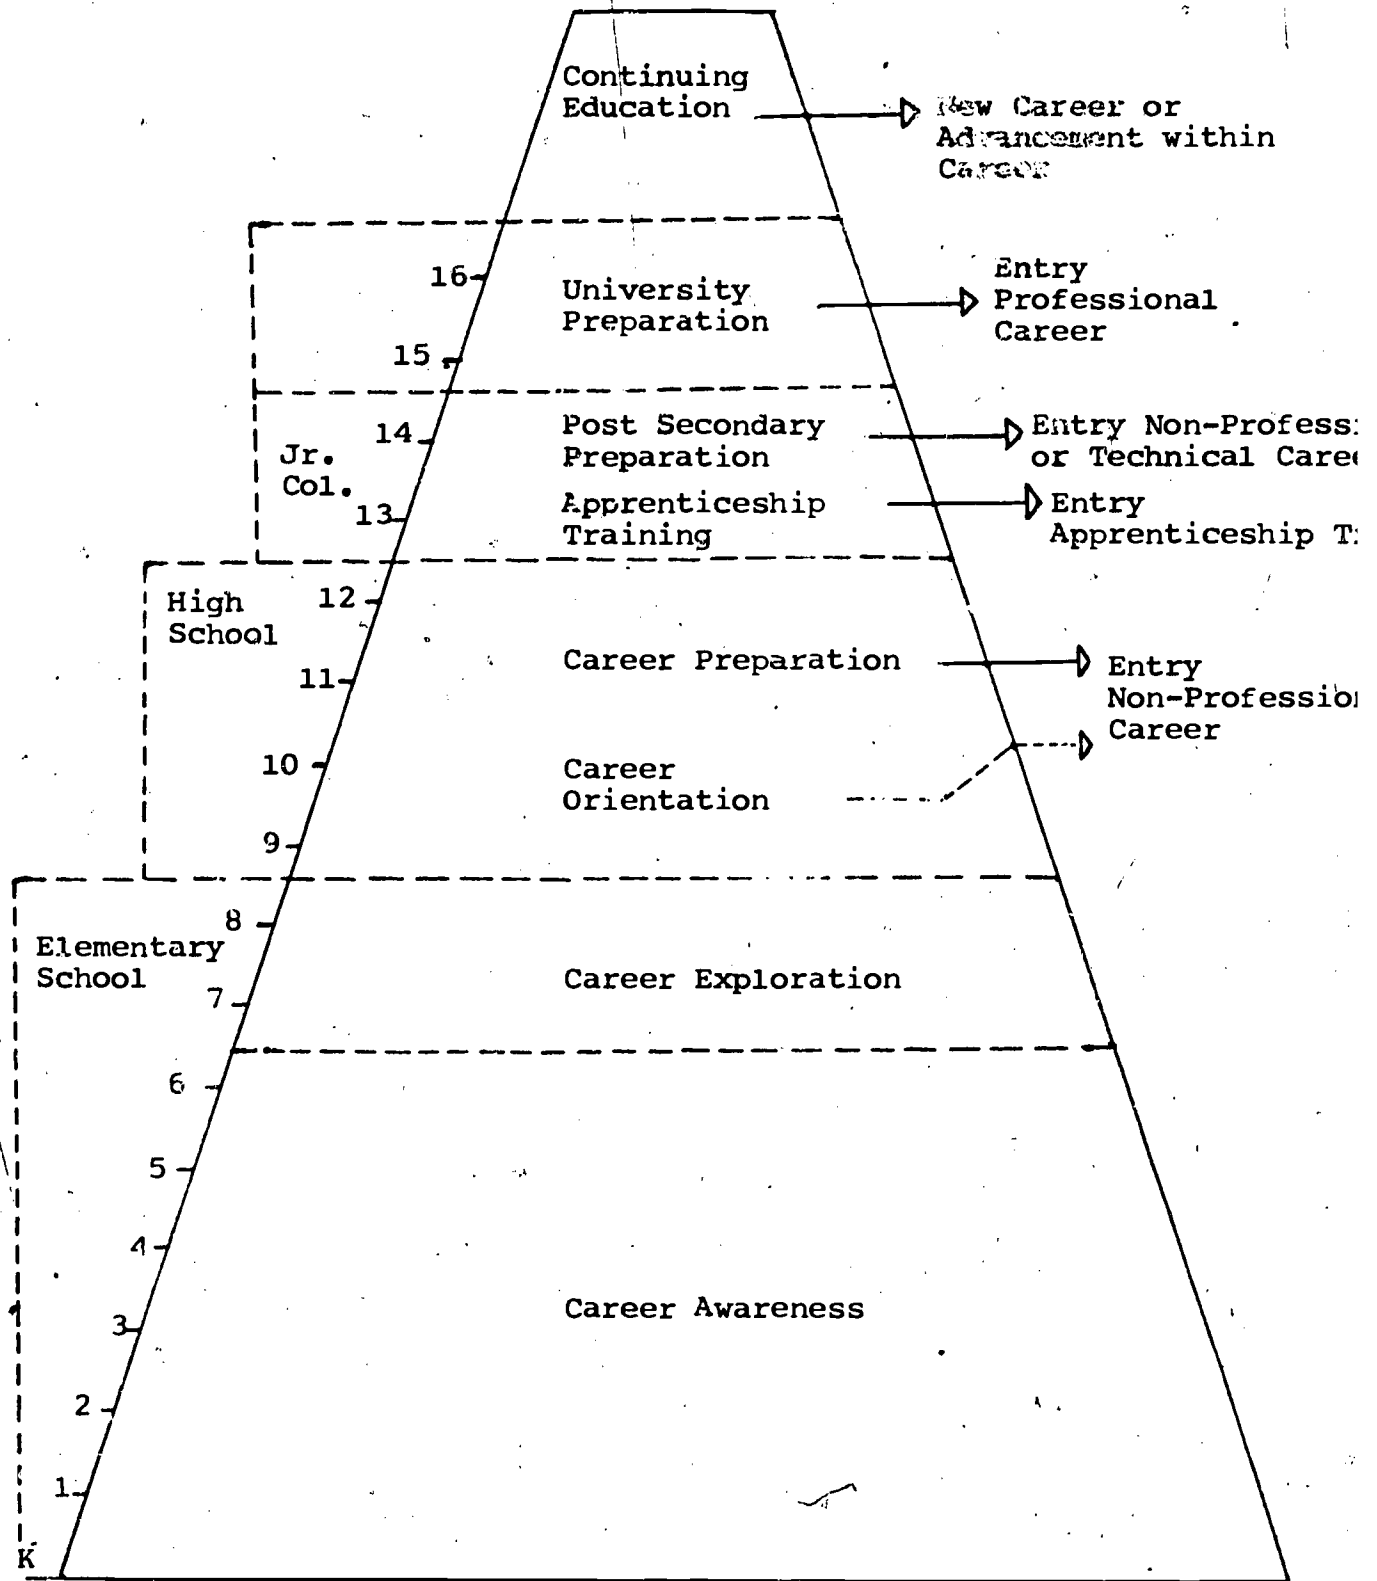 Continuing
Education
New Career or
Advancement within
Career
16
University
Preparation
Entry
Professional
Career
15
14
Jr.
Col.
Post Secondary
Preparation
Entry Non-Profess
or Technical Care
13
Apprenticeship
Training
Entry
Apprenticeship T
High
School
12
11
Career Preparation
Entry
Non-Professio
Career
10
Career
Orientation
9
8
Elementary
School
7
Career Exploration
6
5
4
3
Career Awareness
2
1
K